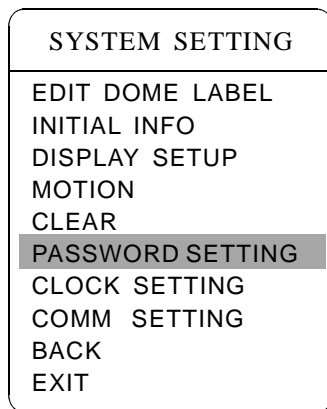 SYSTEM SETTING
EDIT DOME LABEL
INITIAL INFO
DISPLAY SETUP
MOTION
CLEAR
PASSWORD SETTING
CLOCK SETTING
COMM SETTING
BACK
EXIT